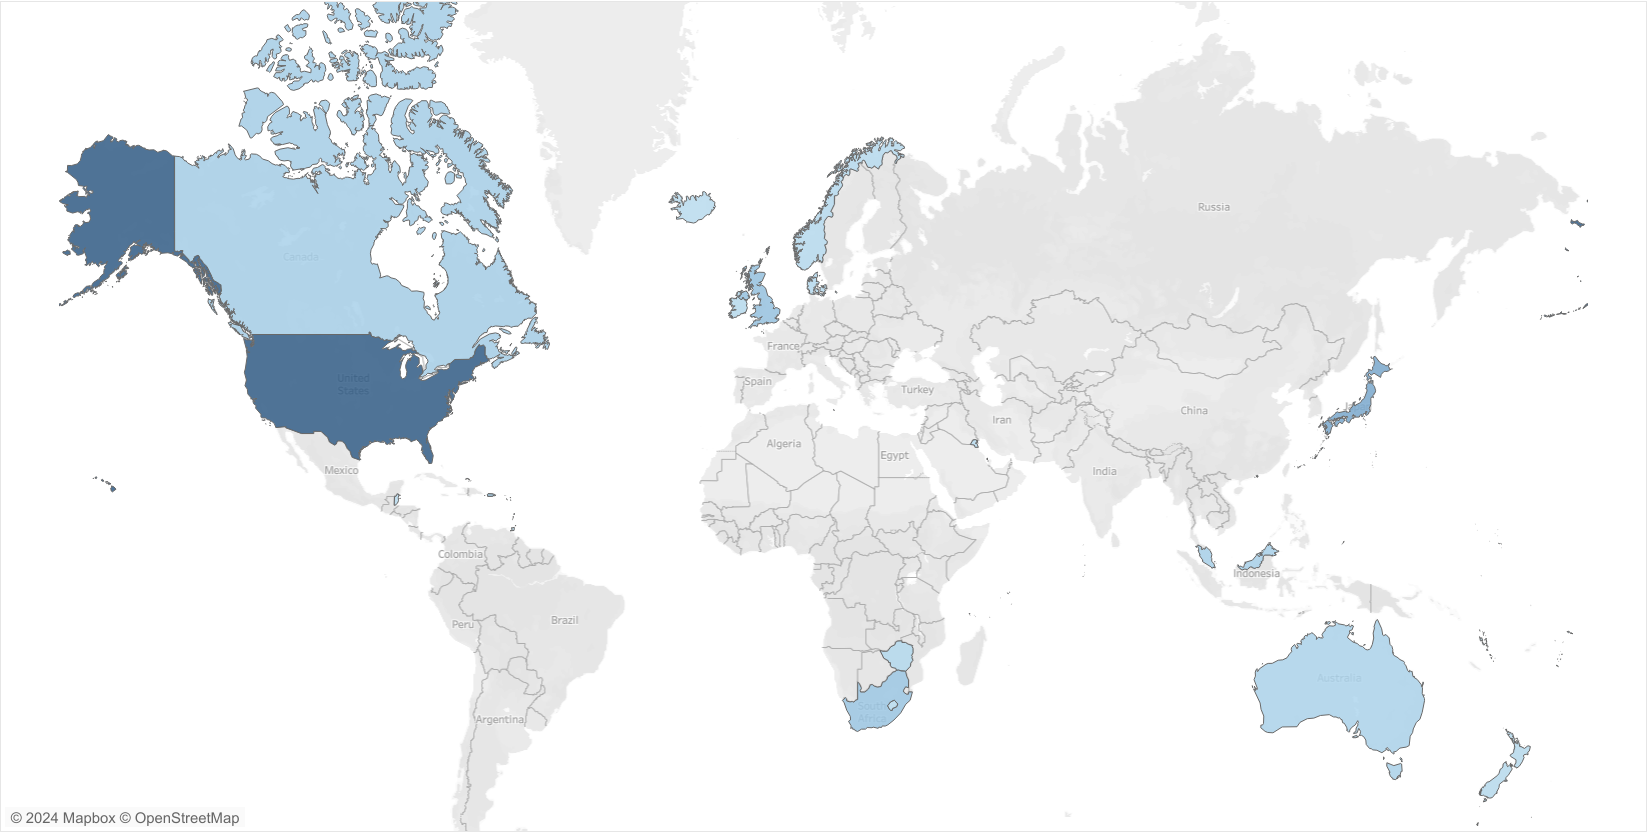 Russia
Canada
France
United
States
Spain
Turkey
China
Iran
Algeria
Egypt
Mexico
India
Colombia
Indonesia
Peru
Brazil
Australia
South
Africa
Argentina
© 2024 Mapbox © OpenStreetMap